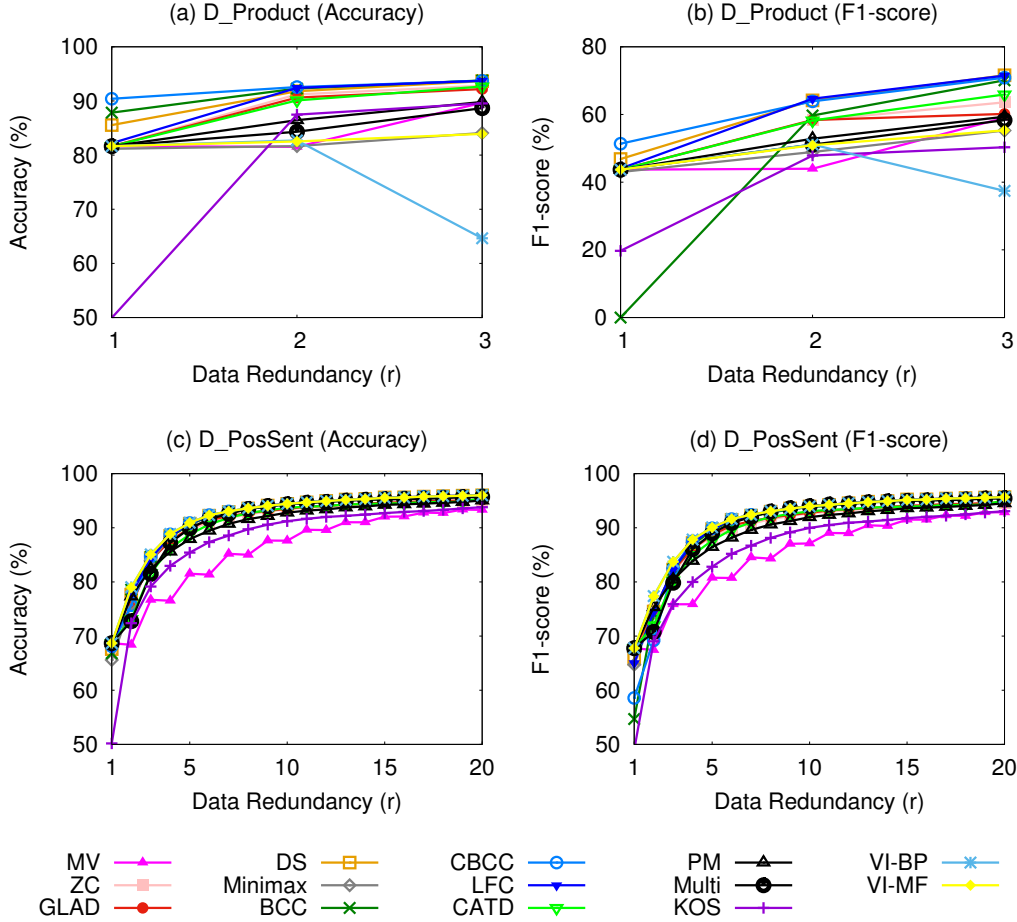 (a) D_Product (Accuracy)
(b) D_Product (F1-score)
100
90
80
70
60
50
Accuracy (%)
1
2
3
Data Redundancy (r)
80
60
40
20
0
F1-score (%)
1
2
3
Data Redundancy (r)
(c) D_PosSent (Accuracy)
(d) D_PosSent (F1-score)
100
90
80
70
60
50
Accuracy (%)
1
5
10
15
20
Data Redundancy (r)
100
90
80
70
60
50
F1-score (%)
1
5
10
15
20
Data Redundancy (r)
MV
ZC
GLAD
DS
Minimax
BCC
CBCC
LFC
CATD
PM
Multi
KOS
VI-BP
VI-MF